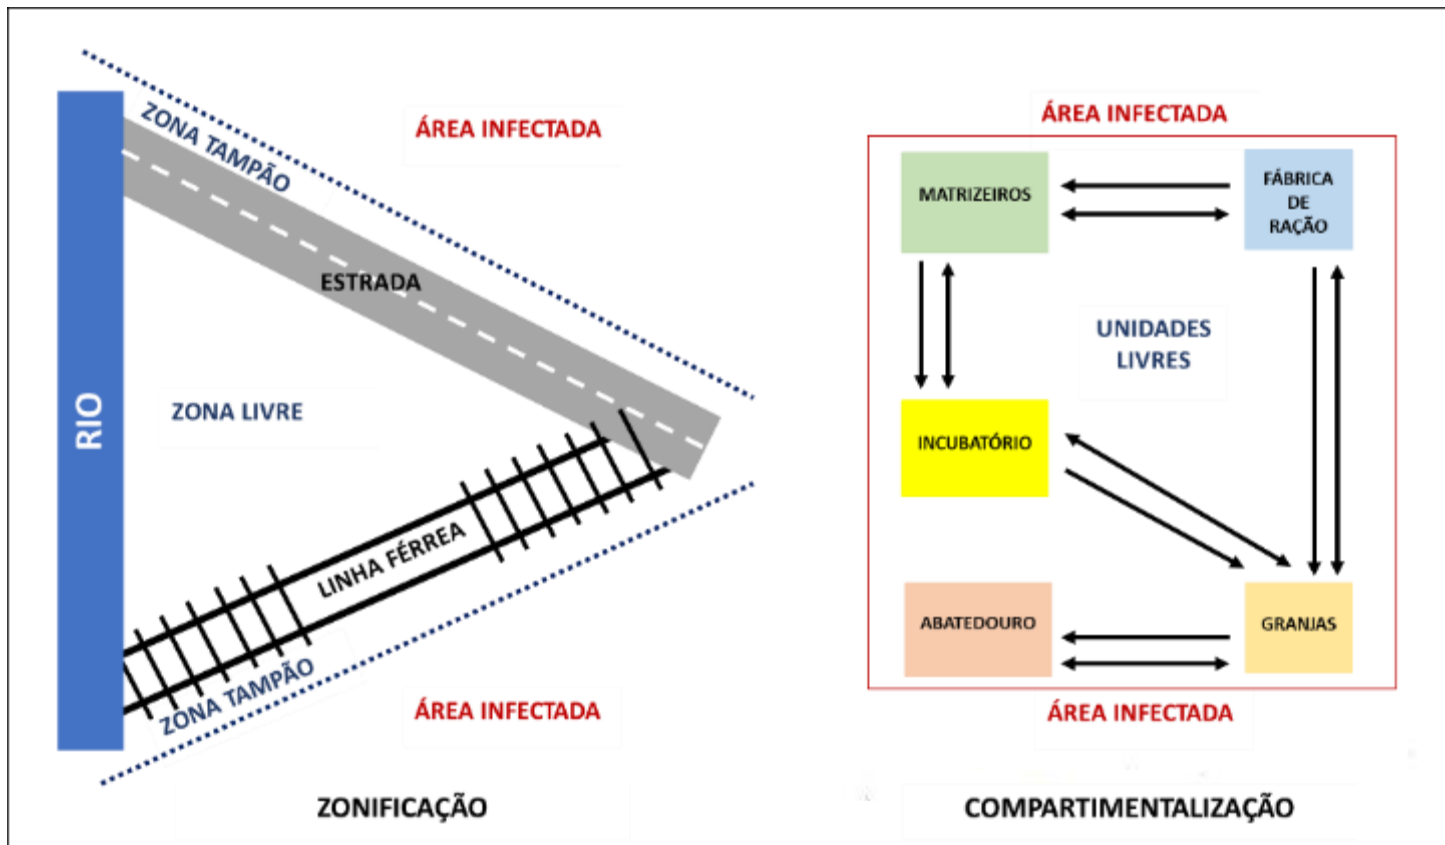 ZONA TAMPÃO
ÁREA INFECTADA
ESTRADA
RIO
ZONA LIVRE
LINHA FÉRREA
ZONA TAMPÃO
ÁREA INFECTADA
ZONIFICAÇÃO
ÁREA INFECTADA
MATRIZEIROS
FÁBRICA
DE
RAÇÃO
UNIDADES
LIVRES
INCUBATÓRIO
ABATEDOURO
GRANJAS
ÁREA INFECTADA
COMPARTIMENTALIZAÇÃO